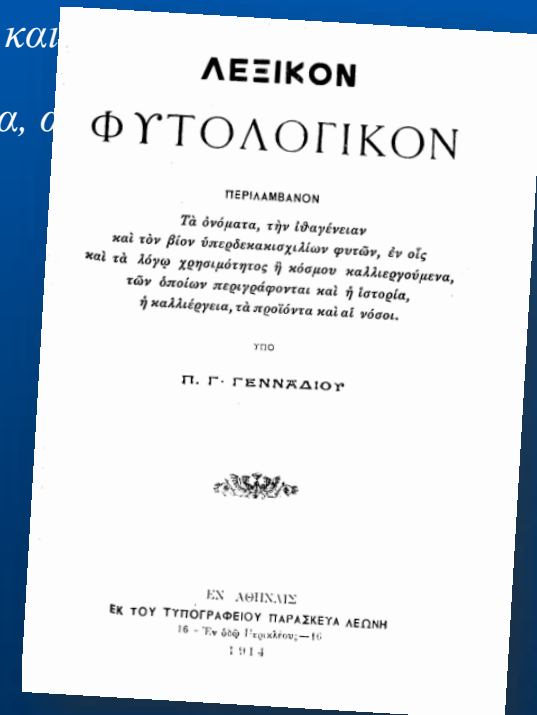 και
α, σ
ΛΕΞΙΚΟΝ
ΦΥΤΟΛΟΓΙΚΟΝ
ΠΕΡΙΛΑΜΒΑΝΟΝ
Τὰ ὀνόματα, τὴν ἰθαγένειαν
καὶ τὸν βίον ὑπερδεκακισχιλίων φυτῶν, ἐν οἷς
καὶ τὰ λόγῳ χρησιμότητος ἢ κόσμου καλλιεργούμενα,
τῶν ὁποίων περιγράφονται καὶ ἡ ἱστορία,
ἡ καλλιέργεια, τὰ προϊόντα καὶ αἱ νόσοι.
ΥΠΟ
Π. Γ. ΓΕΝΝΑΔΙΟΥ
ΕΝ ΑΘΗΝΑΙΣ
ΕΚ ΤΟΥ ΤΥΠΟΓΡΑΦΕΙΟΥ ΠΑΡΑΣΚΕΥΑ ΛΕΩΝΗ
16 - Ἐν ὁδῷ Περικλέους—16
1914